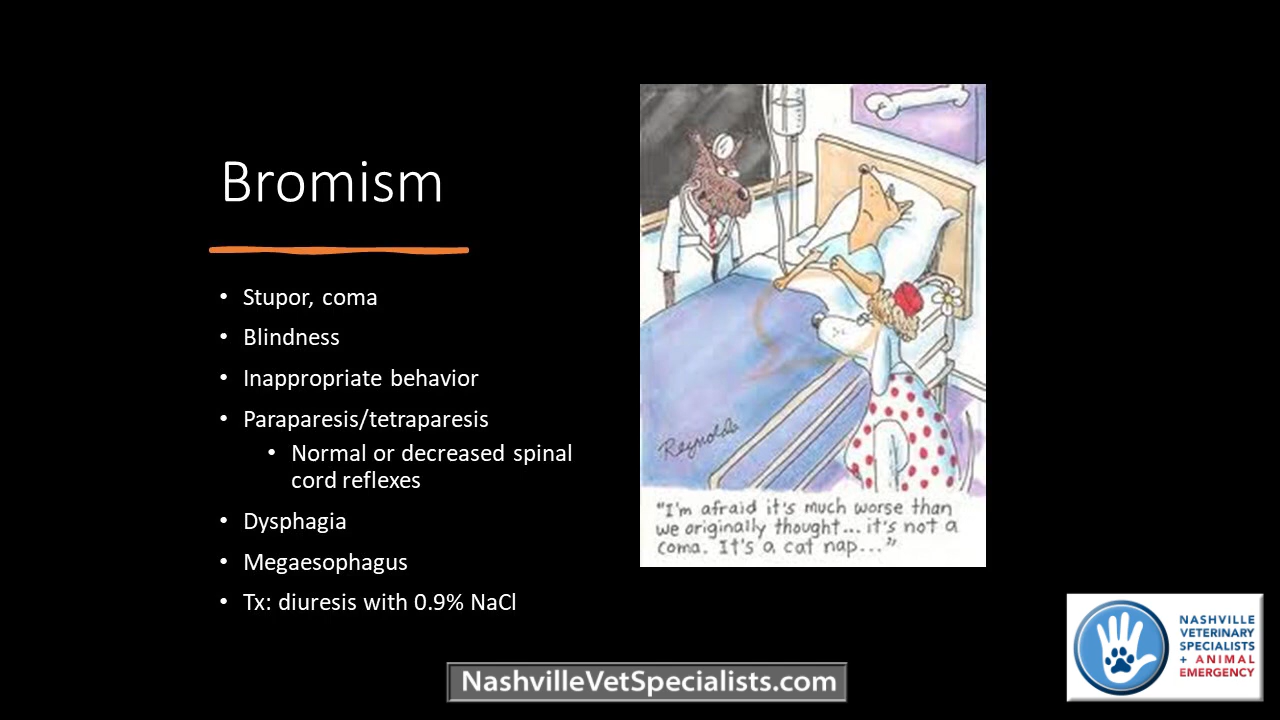 Bromism
• Stupor, coma
• Blindness
• Inappropriate behavior
• Paraparesis/tetraparesis
• Normal or decreased spinal
cord reflexes
• Dysphagia
• Megaesophagus
• Tx: diuresis with 0.9% NaCl
Reynolds
"I'm afraid it's much worse than
we originally thought... it's not a
coma. It's a cat nap..."
NashvilleVetSpecialists.com
NASHVILLE
VETERINARY
SPECIALISTS
+ ANIMAL
EMERGENCY